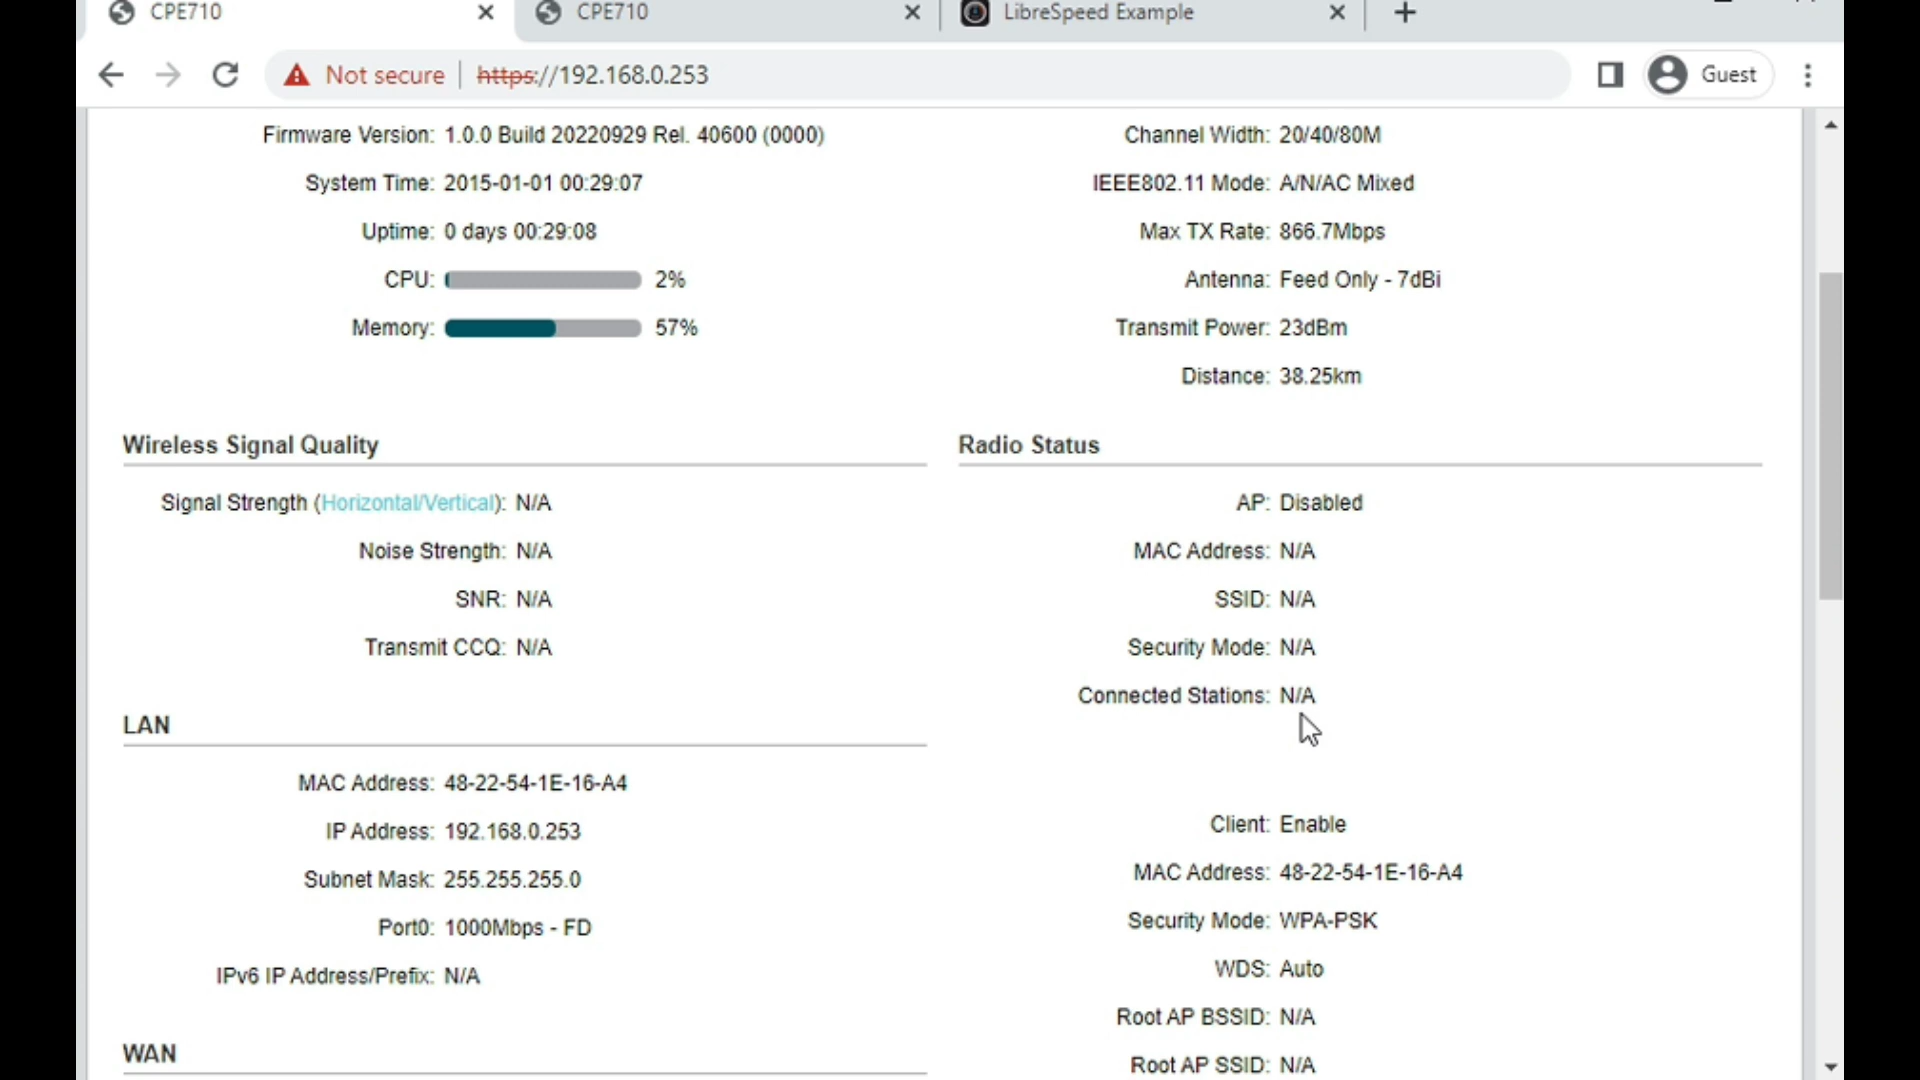 CPE710
CPE710
LibreSpeed Example
Not secure
https://192.168.0.253
Guest
Firmware Version: 1.0.0 Build 20220929 Rel. 40600 (0000)
System Time: 2015-01-01 00:29:07
Uptime: 0 days 00:29:08
CPU: 2%
Memory: 57%
Channel Width: 20/40/80M
IEEE802.11 Mode: A/N/AC Mixed
Max TX Rate: 866.7Mbps
Antenna: Feed Only - 7dBi
Transmit Power: 23dBm
Distance: 38.25km
Wireless Signal Quality
Signal Strength (Horizontal/Vertical): N/A
Noise Strength: N/A
SNR: N/A
Transmit CCQ: N/A
LAN
MAC Address: 48-22-54-1E-16-A4
IP Address: 192.168.0.253
Subnet Mask: 255.255.255.0
Port0: 1000Mbps - FD
IPv6 IP Address/Prefix: N/A
WAN
Radio Status
AP: Disabled
MAC Address: N/A
SSID: N/A
Security Mode: N/A
Connected Stations: N/A
Client: Enable
MAC Address: 48-22-54-1E-16-A4
Security Mode: WPA-PSK
WDS: Auto
Root AP BSSID: N/A
Root AP SSID: N/A